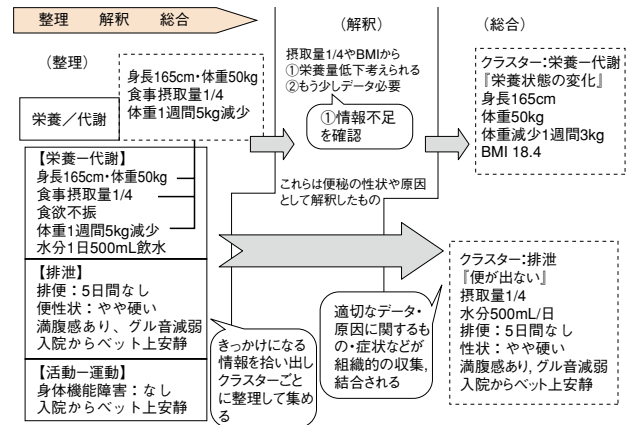 整理 解釈 総合
(整理)
身長165cm・体重50kg
食事摂取量1/4
体重1週間5kg減少
栄養／代謝
【栄養ー代謝】
身長165cm・体重50kg
食事摂取量1/4
食欲不振
体重1週間5kg減少
水分1日500mL飲水
【排泄】
排便：5日間なし
便性状：やや硬い
満腹感あり、グル音減弱
入院からベット上安静
【活動ー運動】
身体機能障害：なし
入院からベット上安静
きっかけになる
情報を拾い出し
クラスターごと
に整理して集め
る
(解釈)
摂取量1/4やBMIから
①栄養量低下考えられる
②もう少しデータ必要
①情報不足
を確認
これらは便秘の性状や原因
として解釈したもの
適切なデータ・
原因に関するも
の・症状などが
組織的の収集,
結合される
(総合)
クラスター：栄養ー代謝
『栄養状態の変化』
身長165cm
体重50kg
体重減少1週間3kg
BMI 18.4
クラスター：排泄
『便が出ない』
摂取量1/4
水分500mL/日
排便：5日間なし
性状：やや硬い
満腹感あり,グル音減弱
入院からベット上安静